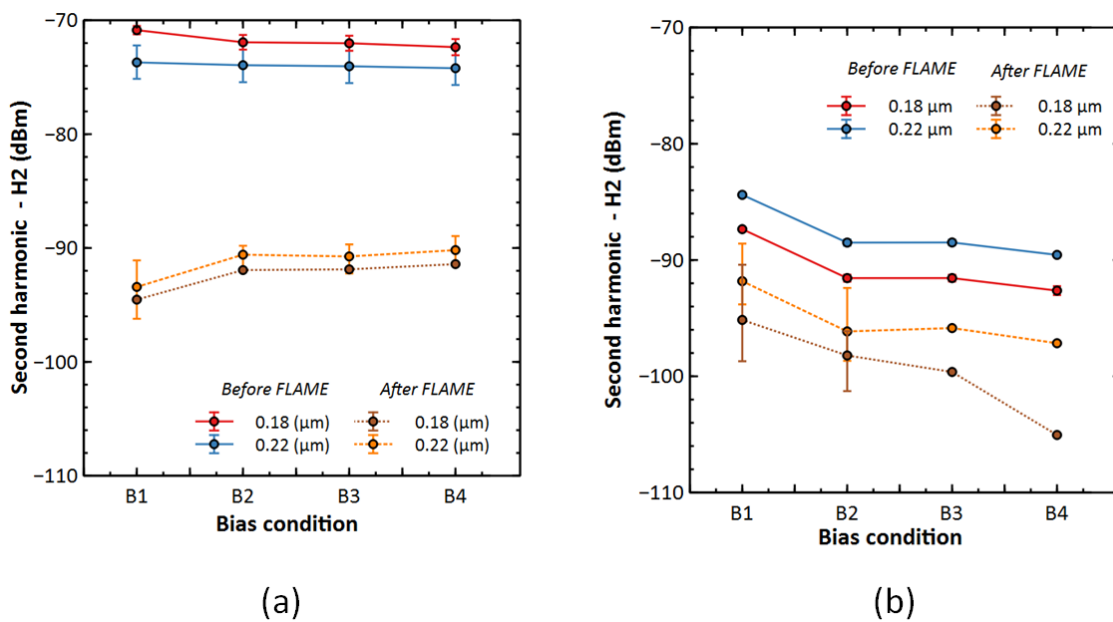 −70
−80
−90
−100
−110
Second harmonic - H2 (dBm)
Before FLAME After FLAME
0.18 (μm) 0.18 (μm)
0.22 (μm) 0.22 (μm)
B1 B2 B3 B4
Bias condition
(a)
−70
−80
−90
−100
−110
Second harmonic - H2 (dBm)
Before FLAME After FLAME
0.18 μm 0.18 μm
0.22 μm 0.22 μm
B1 B2 B3 B4
Bias condition
(b)